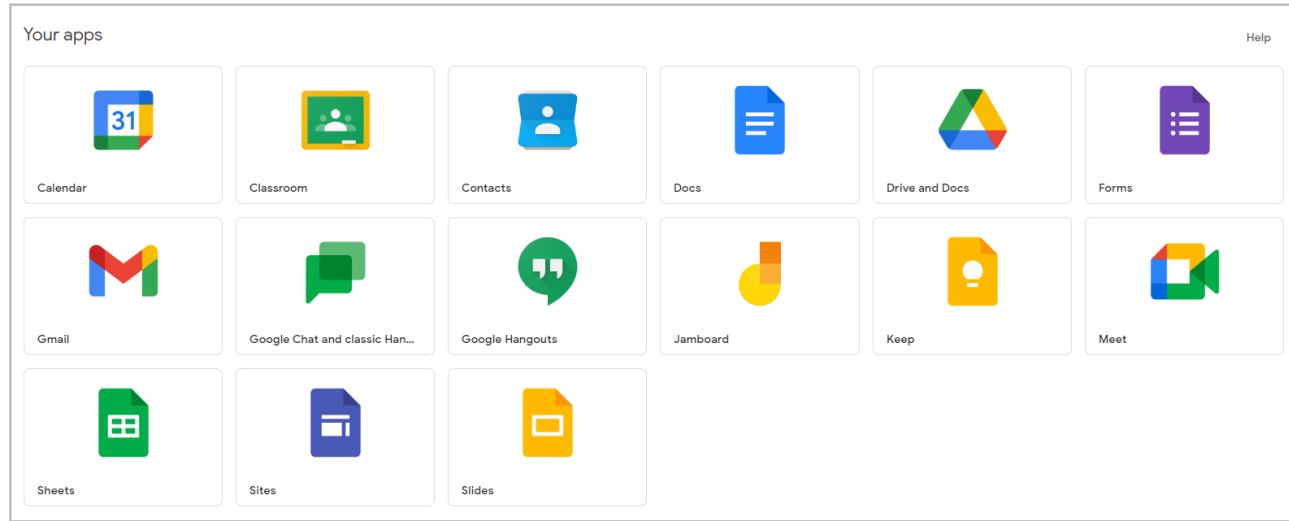 Your apps
Help
31
Calendar
Classroom
Contacts
Docs
Drive and Docs
Forms
Gmail
Google Chat and classic Han...
Google Hangouts
Jamboard
Keep
Meet
Sheets
Sites
Slides